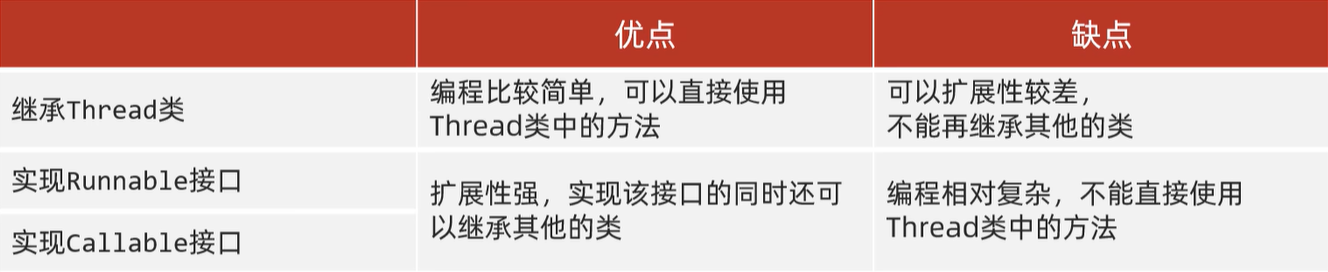 优点
缺点
继承Thread类
编程比较简单，可以直接使用
Thread类中的方法
可以扩展性较差，
不能再继承其他的类
实现Runnable接口
实现Callable接口
扩展性强，实现该接口的同时还可
以继承其他的类
编程相对复杂，不能直接使用
Thread类中的方法